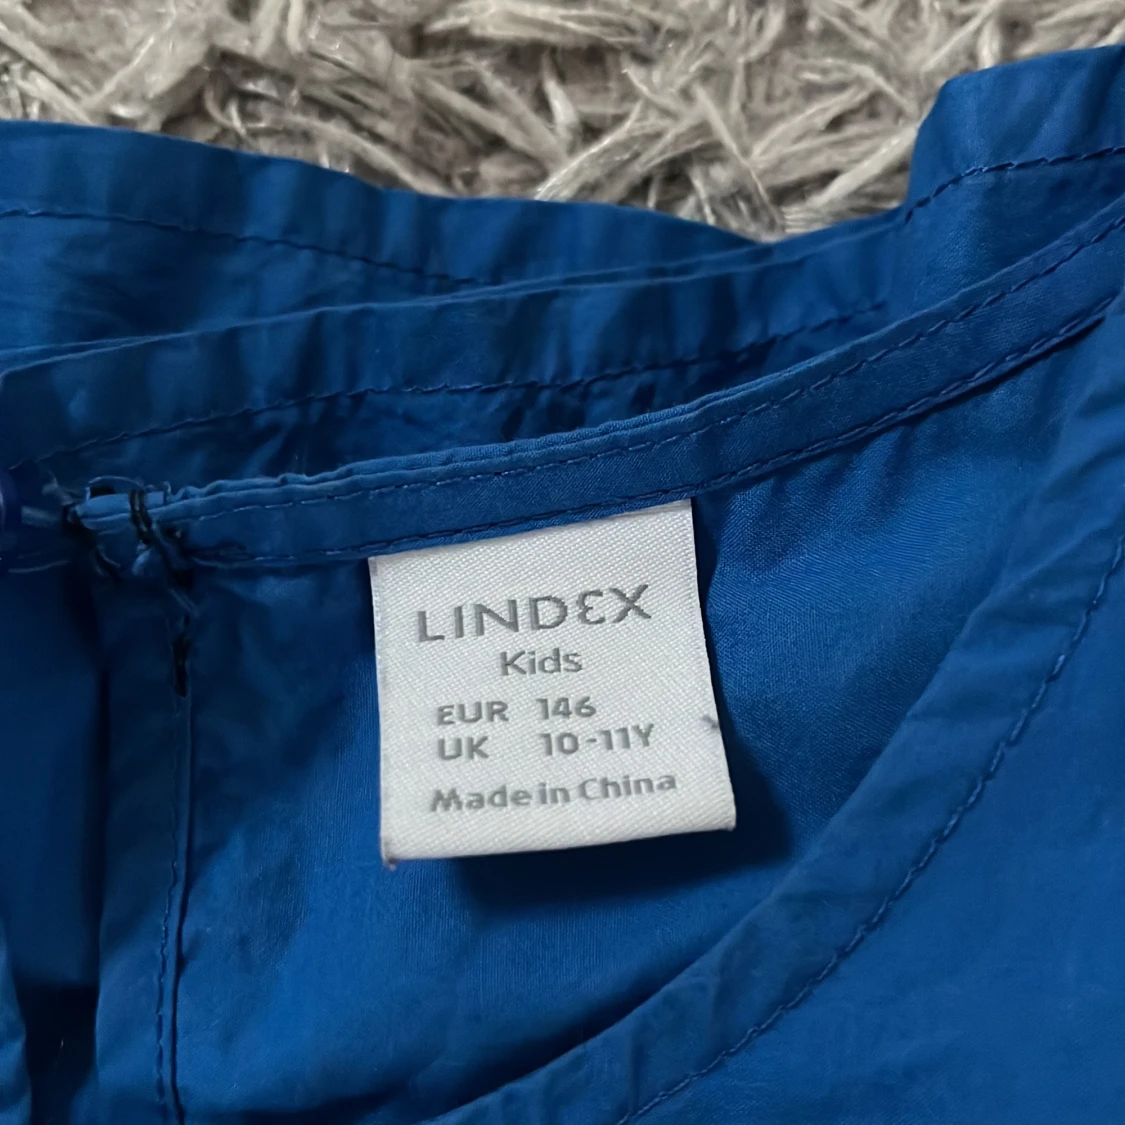 LINDEX
Kids
EUR 146
UK 10-11Y
Made in China